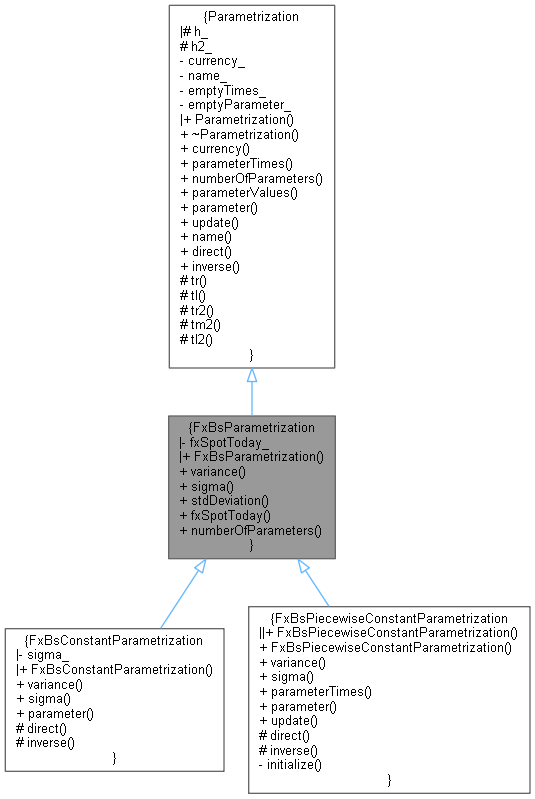 {Parametrization
|# h_
# h2_
- currency_
- name_
- emptyTimes_
- emptyParameter_
|+ Parametrization()
+ ~Parametrization()
+ currency()
+ parameterTimes()
+ numberOfParameters()
+ parameterValues()
+ parameter()
+ update()
+ name()
+ direct()
+ inverse()
# tr()
# tl()
# tr2()
# tm2()
# tl2()
}
{FxBsParametrization
|- fxSpotToday_
|+ FxBsParametrization()
+ variance()
+ sigma()
+ stdDeviation()
+ fxSpotToday()
+ numberOfParameters()
}
{FxBsConstantParametrization
|- sigma_
|+ FxBsConstantParametrization()
+ variance()
+ sigma()
+ parameter()
# direct()
# inverse()
}
{FxBsPiecewiseConstantParametrization
||+ FxBsPiecewiseConstantParametrization()
+ FxBsPiecewiseConstantParametrization()
+ variance()
+ sigma()
+ parameterTimes()
+ parameter()
+ update()
# direct()
# inverse()
- initialize()
}